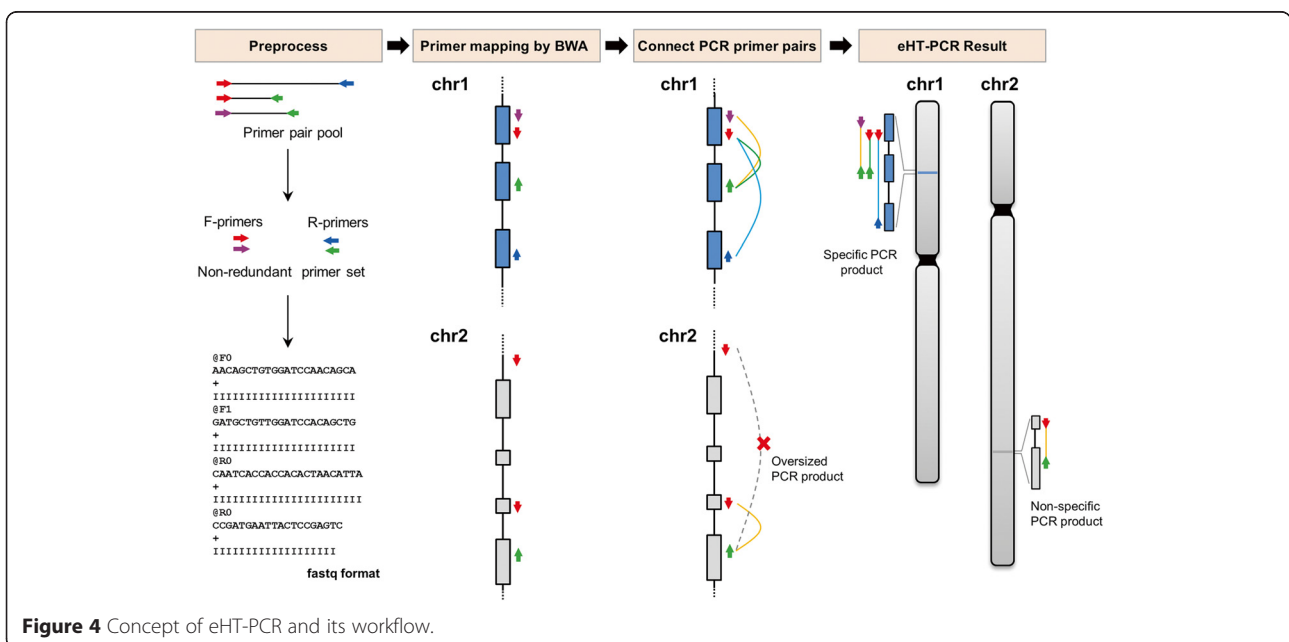 Preprocess
Primer mapping by BWA
Connect PCR primer pairs
eHT-PCR Result
Primer pair pool
F-primers
R-primers
Non-redundant primer set
@F0
AACAGCTGTGGATCCAACAGCA
+
IIIIIIIIIIIIIIIIIIIIII
@F1
GATGCTGTTGGATCCACAGCTG
+
IIIIIIIIIIIIIIIIIIIIII
@R0
CAATCACCACCACACTAACATTA
+
IIIIIIIIIIIIIIIIIIIIIII
@R0
CCGATGAATTACTCCGAGTC
+
IIIIIIIIIIIIIIIIIIII
fastq format
chr1
chr2
chr1
chr2
Oversized
PCR product
chr1
chr2
Specific PCR
product
Non-specific
PCR product
Figure 4 Concept of eHT-PCR and its workflow.